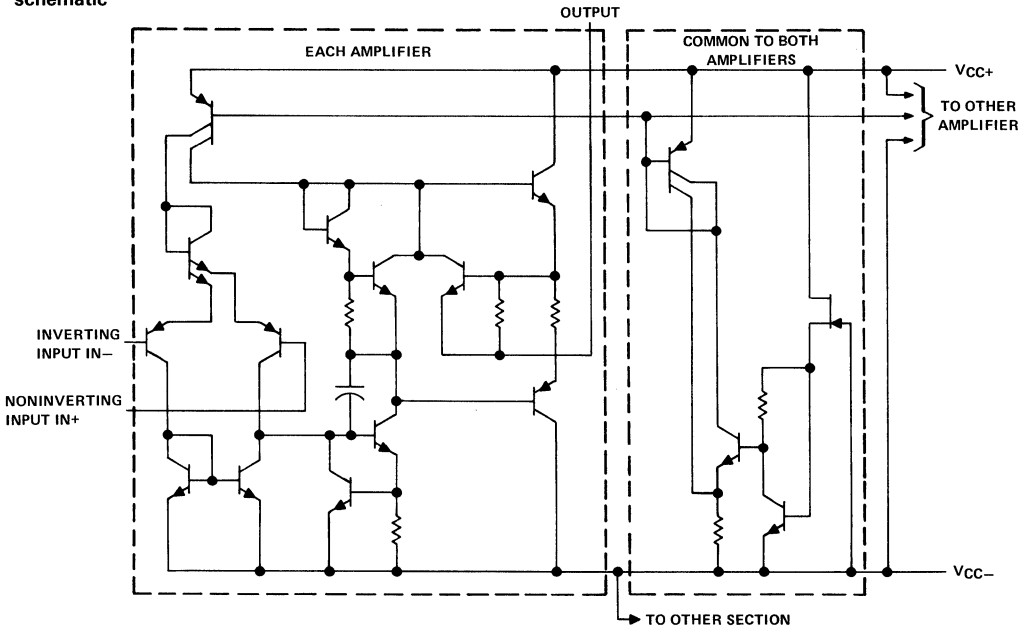 schematic
OUTPUT
EACH AMPLIFIER
COMMON TO BOTH
AMPLIFIERS
VCC+
TO OTHER
AMPLIFIER
INVERTING
INPUT IN−
NONINVERTING
INPUT IN+
VCC−
TO OTHER SECTION